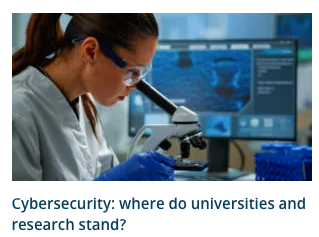 Cybersecurity: where do universities and
research stand?